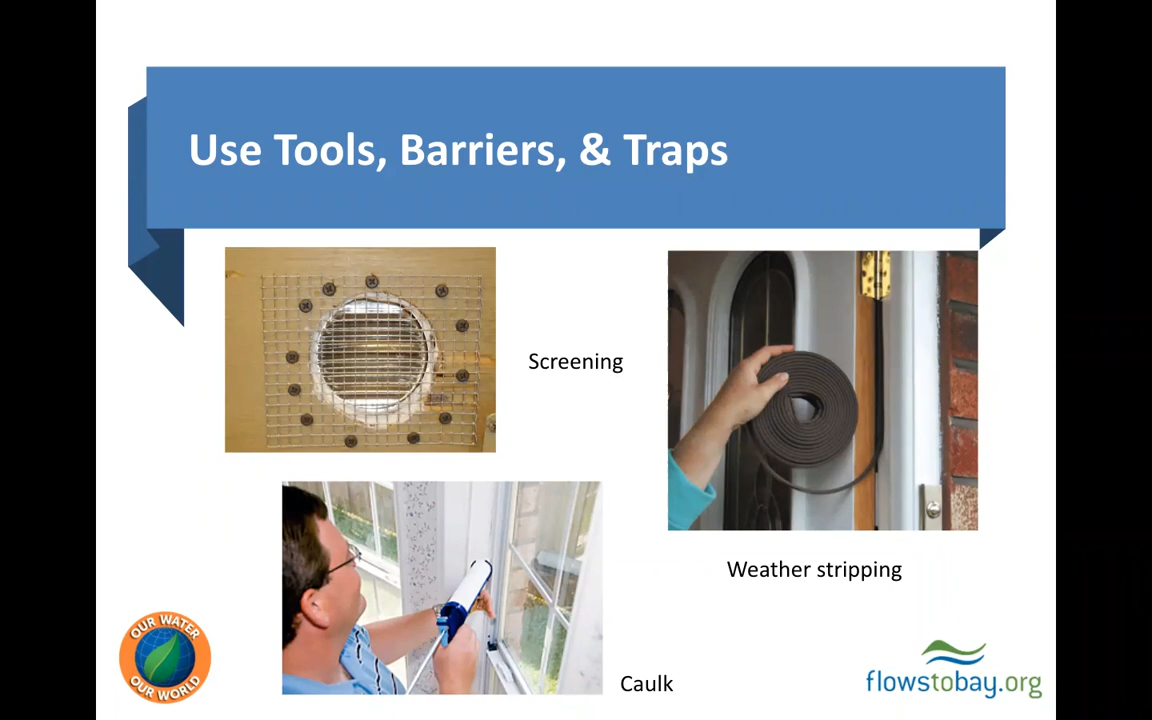 Use Tools, Barriers, & Traps
Screening
Weather stripping
Caulk
OUR WATER
OUR WORLD
flowstobay.org